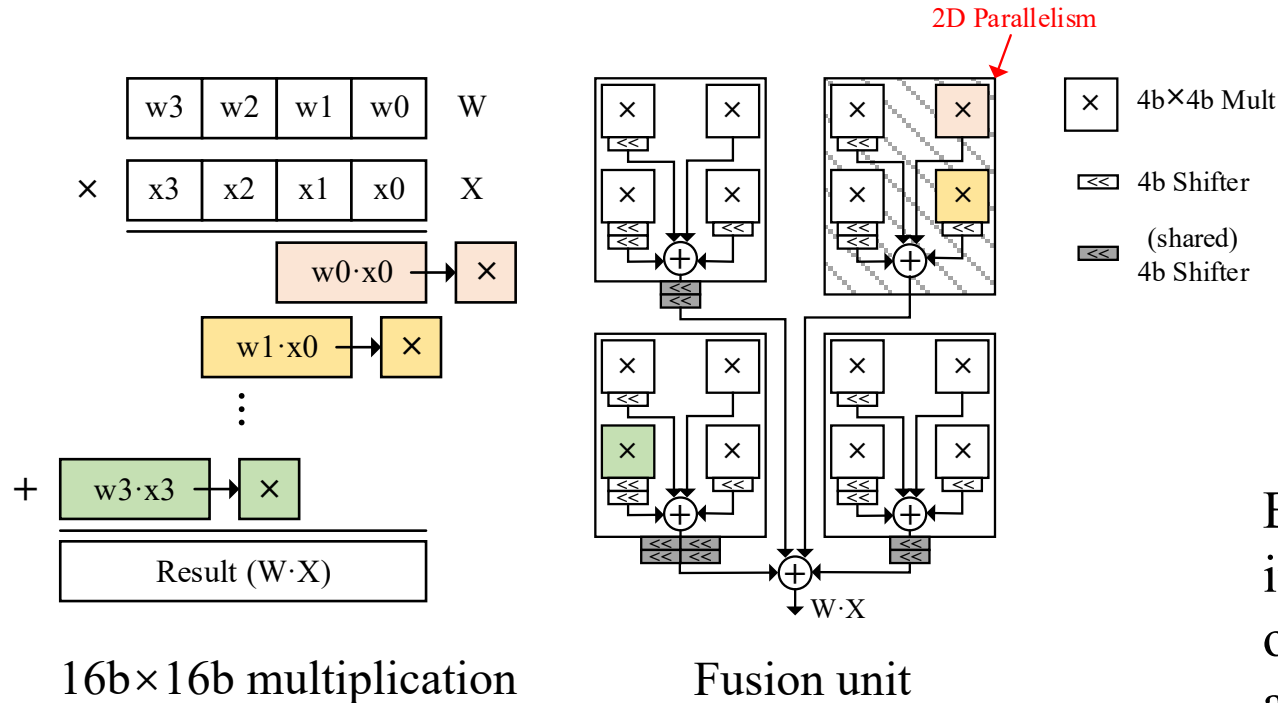 2D Parallelism
w3 w2 w1 w0 W
× x3 x2 x1 x0 X
w0·x0 ×
w1·x0 ×
⋮
+ w3·x3 ×
Result (W·X)
16b×16b multiplication
× × × ×
<< <<
× × × ×
<< << << <<
<< <<
+ +
<<
<<
× × × ×
<< <<
× × × ×
<< << << <<
<< <<
+ +
<< << <<
<< << <<
+
W·X
Fusion unit
× 4b×4b Mult
<< 4b Shifter
(shared)
<< 4b Shifter